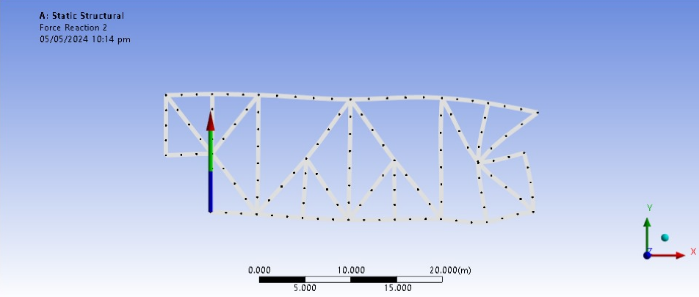 A: Static Structural
Force Reaction 2
05/05/2024 10:14 pm
Y
X
0.000 10.000 20.000(m)
5.000 15.000